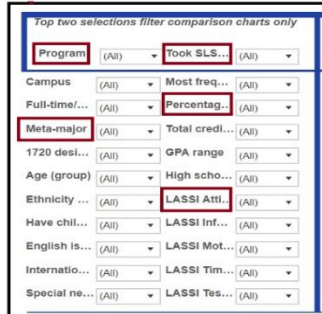 Top two selections filter comparison charts only
Program (All) Took SLS... (All)
Campus (All) Most freq... (All)
Full-time/... (All) Percentag.. (All)
Meta-major (All) Total credi... (All)
1720 desi... (All) GPA range (All)
Age (group) (All) High scho... (All)
Ethnicity ... (All) LASSI Atti.. (All)
Have chil... (All) LASSI Inf... (All)
English is... (All) LASSI Mot... (All)
Internatio... (All) LASSI Tim... (All)
Special ne... (All) LASSI Tes... (All)